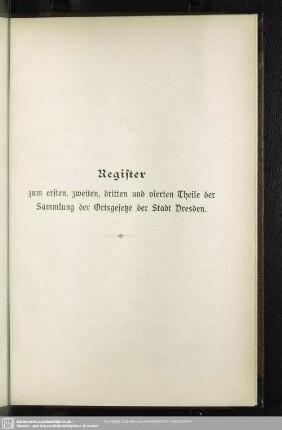 Register
zum ersten, zweiten, dritten und vierten Theile der
Sammlung der Ortsgesetze der Stadt Dresden.